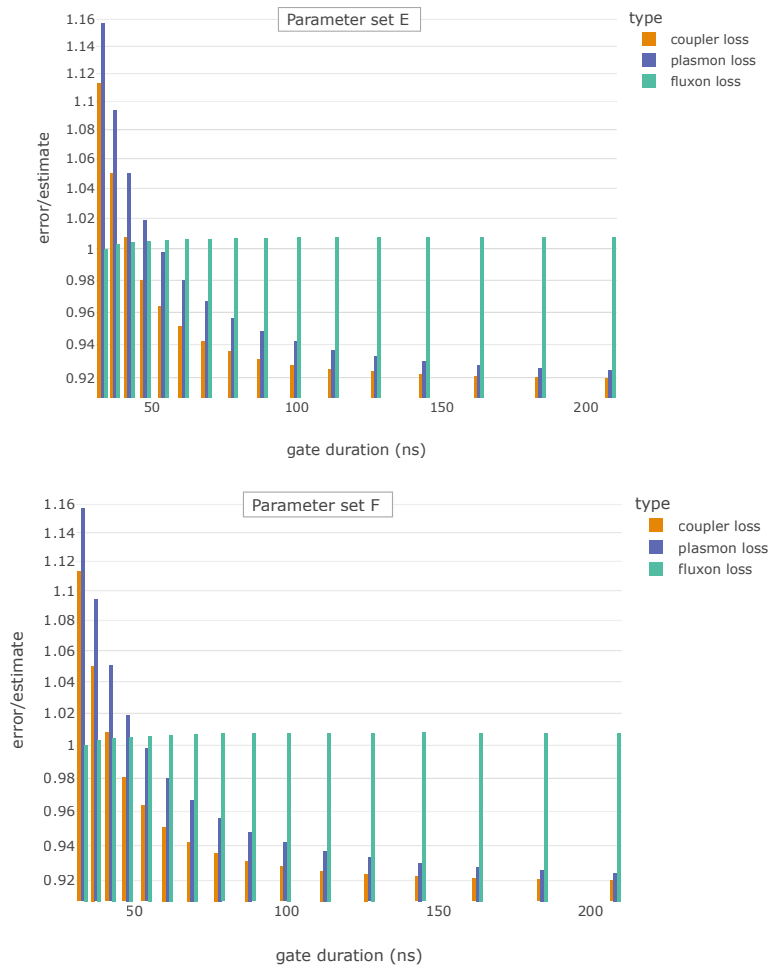 Parameter set E
type
coupler loss
plasmon loss
fluxon loss
1.16
1.14
1.12
1.1
1.08
1.06
1.04
1.02
1
0.98
0.96
0.94
0.92
error/estimate
50
100
150
200
gate duration (ns)
Parameter set F
type
coupler loss
plasmon loss
fluxon loss
1.16
1.14
1.12
1.1
1.08
1.06
1.04
1.02
1
0.98
0.96
0.94
0.92
error/estimate
50
100
150
200
gate duration (ns)